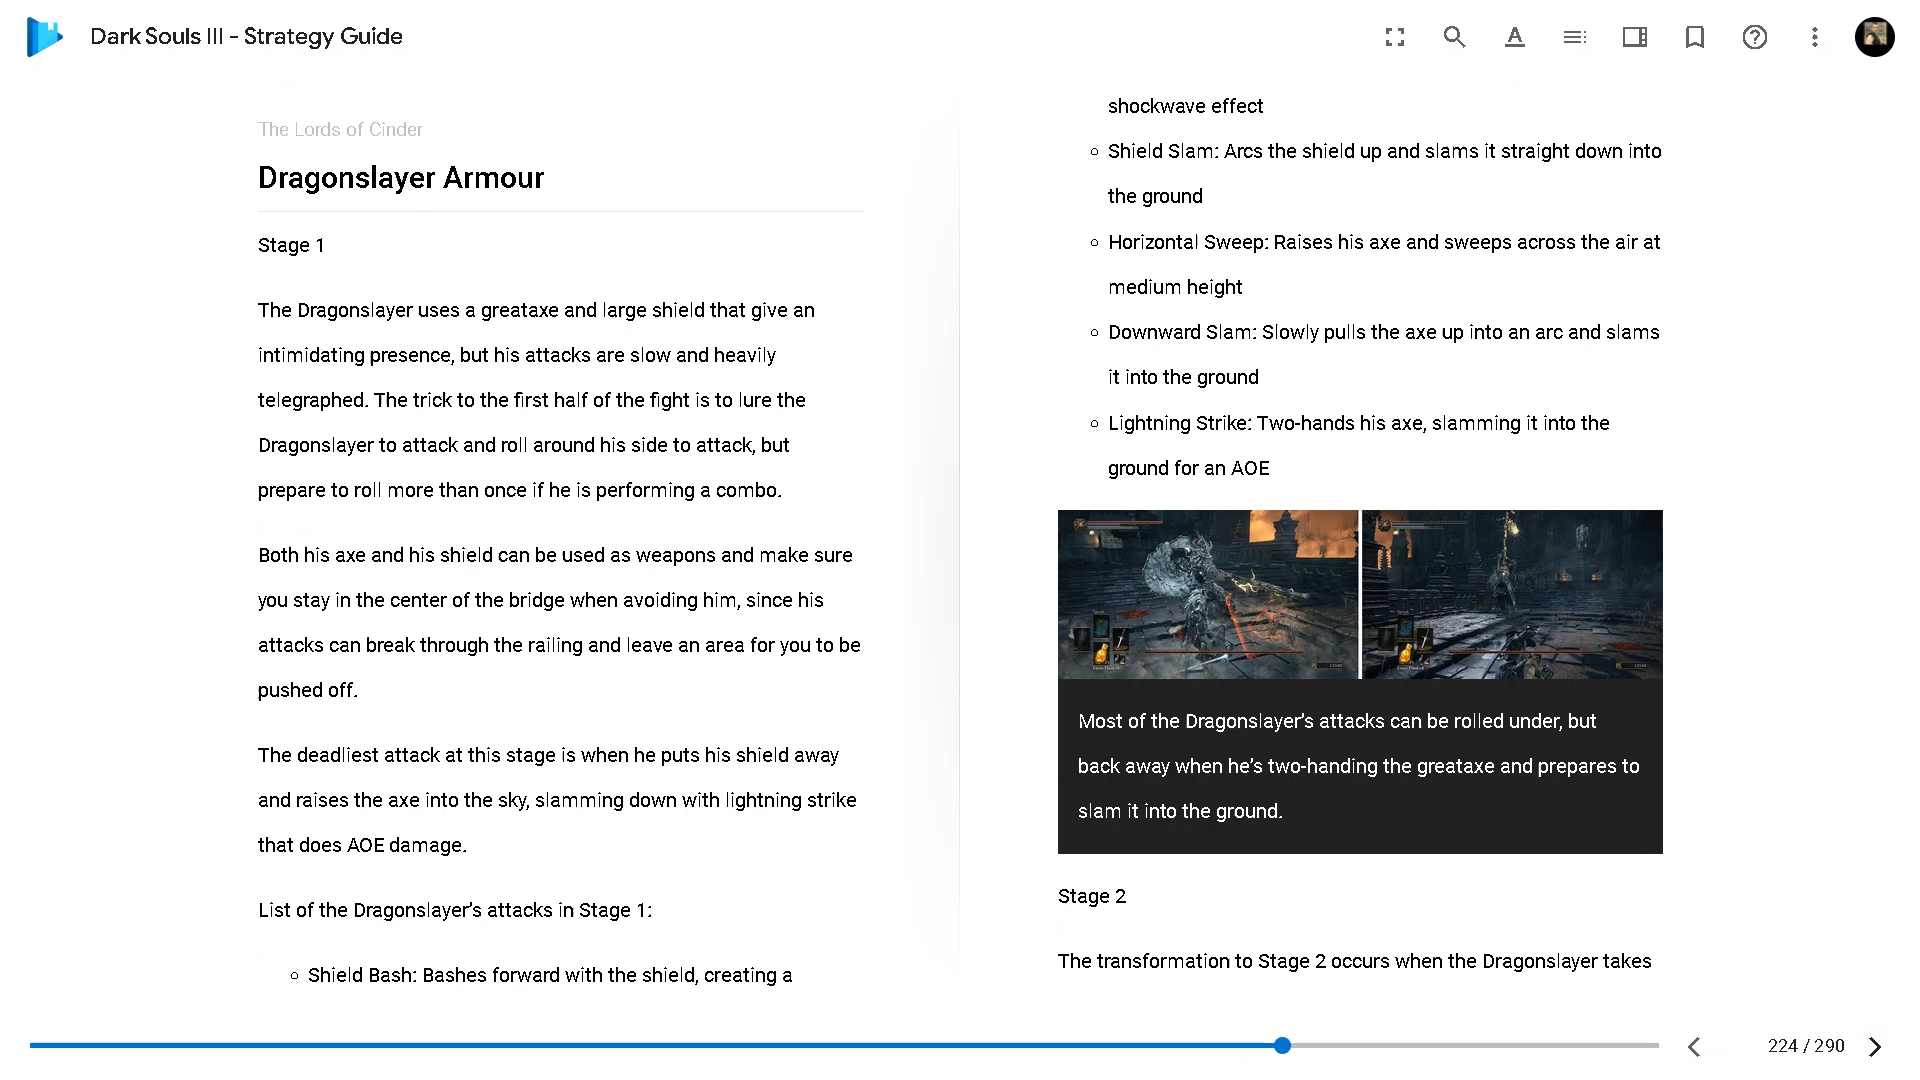 Dark Souls III - Strategy Guide
The Lords of Cinder
Dragonslayer Armour
Stage 1
The Dragonslayer uses a greataxe and large shield that give an
intimidating presence, but his attacks are slow and heavily
telegraphed. The trick to the first half of the fight is to lure the
Dragonslayer to attack and roll around his side to attack, but
prepare to roll more than once if he is performing a combo.
Both his axe and his shield can be used as weapons and make sure
you stay in the center of the bridge when avoiding him, since his
attacks can break through the railing and leave an area for you to be
pushed off.
The deadliest attack at this stage is when he puts his shield away
and raises the axe into the sky, slamming down with lightning strike
that does AOE damage.
List of the Dragonslayer’s attacks in Stage 1:
Shield Bash: Bashes forward with the shield, creating a
shockwave effect
Shield Slam: Arcs the shield up and slams it straight down into
the ground
Horizontal Sweep: Raises his axe and sweeps across the air at
medium height
Downward Slam: Slowly pulls the axe up into an arc and slams
it into the ground
Lightning Strike: Two-hands his axe, slamming it into the
ground for an AOE
Most of the Dragonslayer’s attacks can be rolled under, but
back away when he’s two-handing the greataxe and prepares to
slam it into the ground.
Stage 2
The transformation to Stage 2 occurs when the Dragonslayer takes
224 / 290